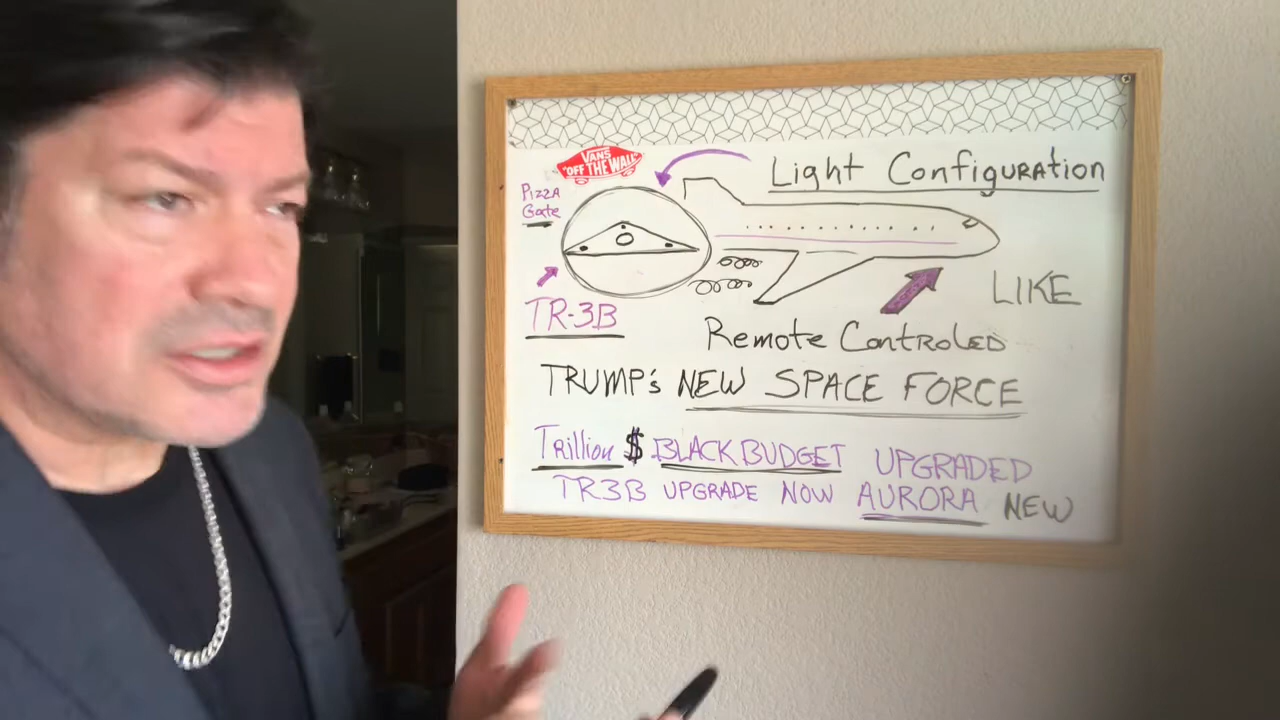 VANS
"OFF THE WALL"
Light Configuration
Pizza
Gate
TR-3B
LIKE
Remote Controled
TRUMP's NEW SPACE FORCE
Trillion $ BLACK BUDGET UPGRADED
TR3B UPGRADE NOW AURORA NEW